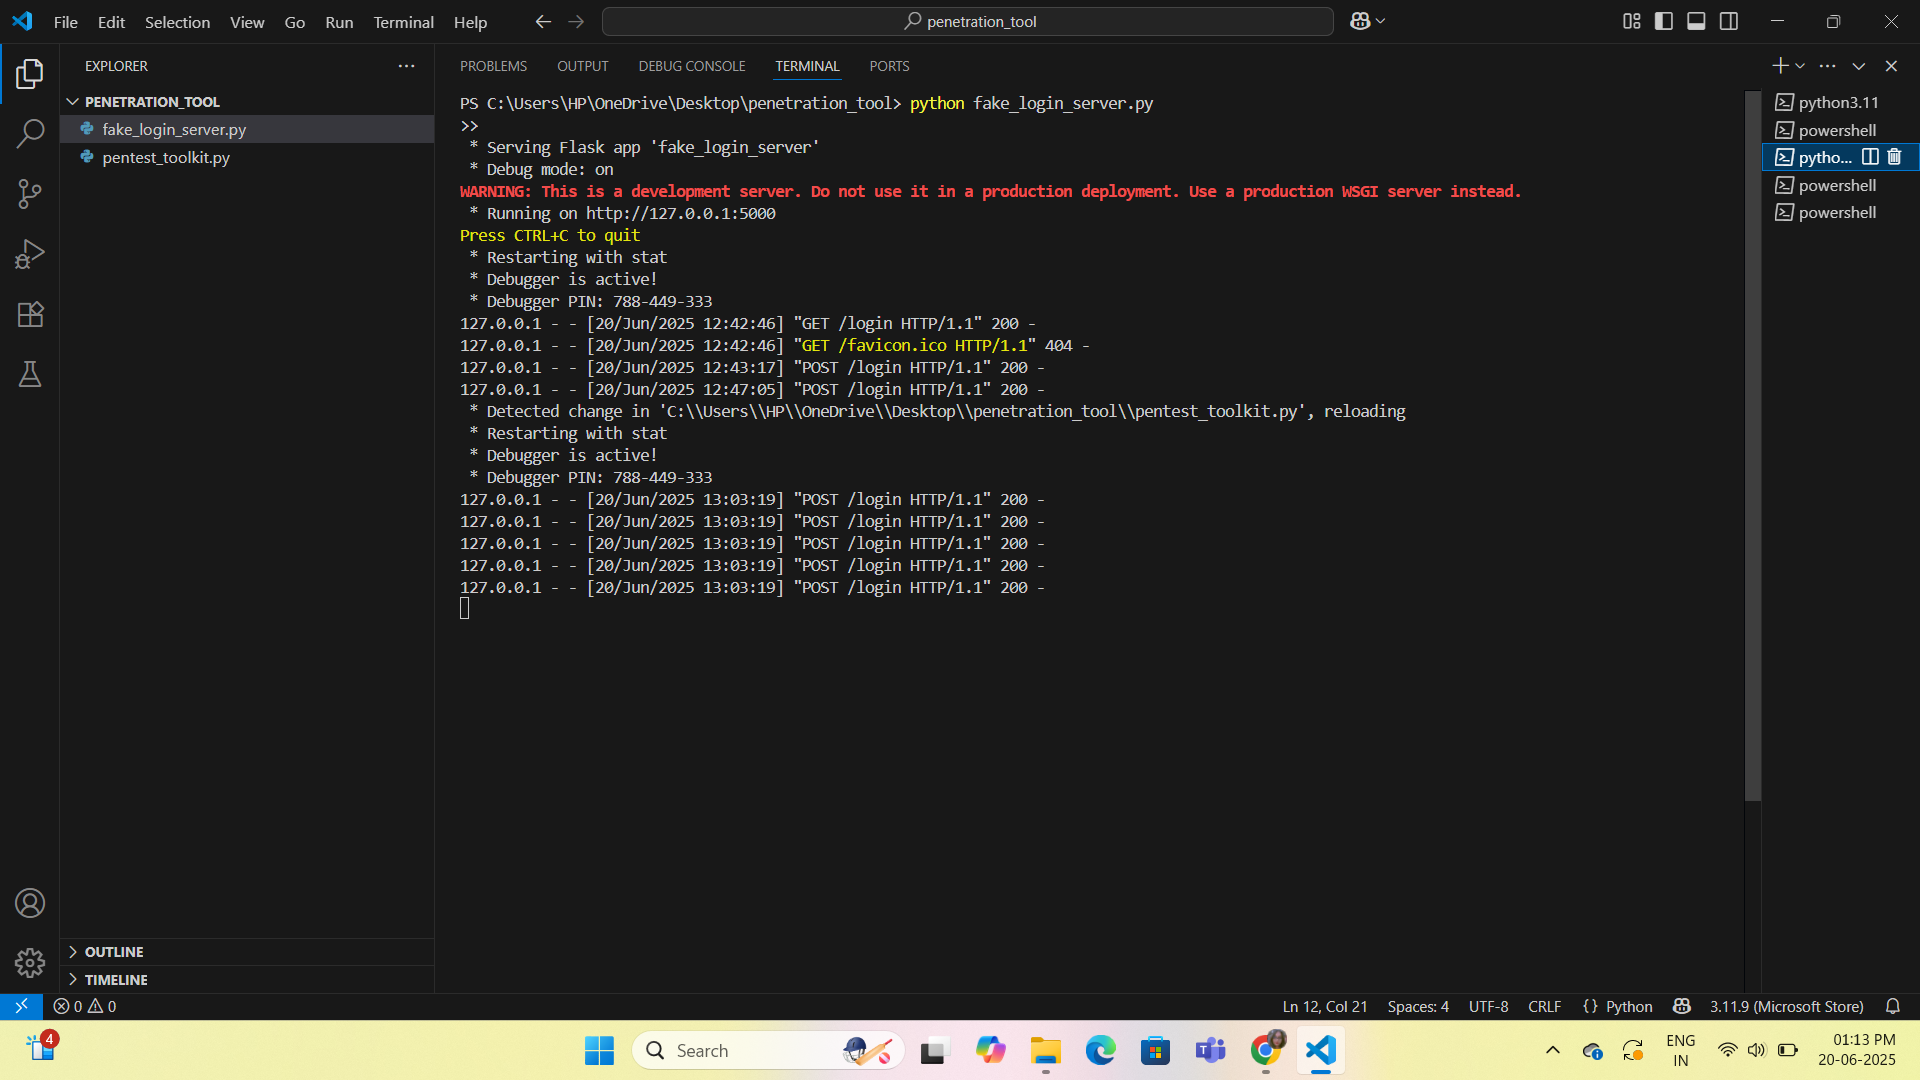 File Edit Selection View Go Run Terminal Help
penetration_tool
EXPLORER
PENETRATION_TOOL
fake_login_server.py
pentest_toolkit.py
OUTLINE
TIMELINE
PROBLEMS OUTPUT DEBUG CONSOLE TERMINAL PORTS
PS C:\Users\HP\OneDrive\Desktop\penetration_tool> python fake_login_server.py
>>
 * Serving Flask app 'fake_login_server'
 * Debug mode: on
WARNING: This is a development server. Do not use it in a production deployment. Use a production WSGI server instead.
 * Running on http://127.0.0.1:5000
Press CTRL+C to quit
 * Restarting with stat
 * Debugger is active!
 * Debugger PIN: 788-449-333
127.0.0.1 - - [20/Jun/2025 12:42:46] "GET /login HTTP/1.1" 200 -
127.0.0.1 - - [20/Jun/2025 12:42:46] "GET /favicon.ico HTTP/1.1" 404 -
127.0.0.1 - - [20/Jun/2025 12:43:17] "POST /login HTTP/1.1" 200 -
127.0.0.1 - - [20/Jun/2025 12:47:05] "POST /login HTTP/1.1" 200 -
 * Detected change in 'C:\\Users\\HP\\OneDrive\\Desktop\\penetration_tool\\pentest_toolkit.py', reloading
 * Restarting with stat
 * Debugger is active!
 * Debugger PIN: 788-449-333
127.0.0.1 - - [20/Jun/2025 13:03:19] "POST /login HTTP/1.1" 200 -
127.0.0.1 - - [20/Jun/2025 13:03:19] "POST /login HTTP/1.1" 200 -
127.0.0.1 - - [20/Jun/2025 13:03:19] "POST /login HTTP/1.1" 200 -
127.0.0.1 - - [20/Jun/2025 13:03:19] "POST /login HTTP/1.1" 200 -
127.0.0.1 - - [20/Jun/2025 13:03:19] "POST /login HTTP/1.1" 200 -
python3.11
powershell
pytho...
powershell
powershell
0 0
Ln 12, Col 21 Spaces: 4 UTF-8 CRLF {} Python 3.11.9 (Microsoft Store)
4
Search
ENG
IN
01:13 PM
20-06-2025